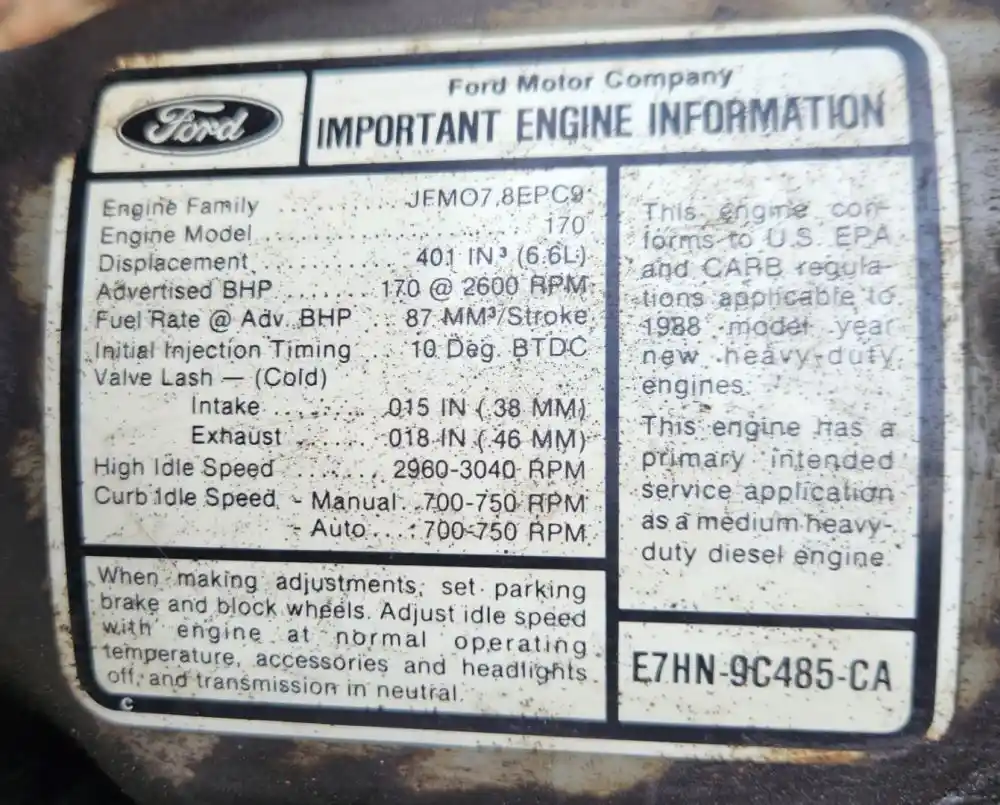 Ford
Ford Motor Company
IMPORTANT ENGINE INFORMATION
Engine Family ........... JFM07.8EPC9
Engine Model ........... 170
Displacement ........... 401 IN³ (6.6L)
Advertised BHP ........ 170 @ 2600 RPM
Fuel Rate @ Adv. BHP ... 87 MM³/Stroke
Initial Injection Timing ... 10 Deg. BTDC
Valve Lash — (Cold)
Intake ......... .015 IN (.38 MM)
Exhaust ....... .018 IN (.46 MM)
High Idle Speed ........ 2960-3040 RPM
Curb Idle Speed - Manual . 700-750 RPM
- Auto .... 700-750 RPM
When making adjustments, set parking
brake and block wheels. Adjust idle speed
with engine at normal operating
temperature, accessories and headlights
off, and transmission in neutral.
C
This engine con-
forms to U.S. EPA
and CARB regula-
tions applicable to
1988 model year
new heavy-duty
engines.
This engine has a
primary intended
service application
as a medium heavy-
duty diesel engine.
E7HN-9C485-CA